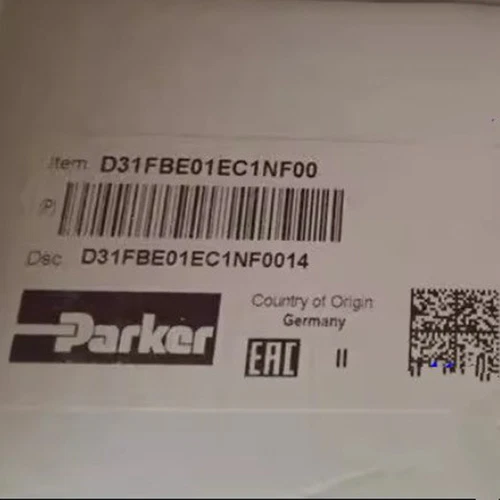 Item D31FBE01EC1NF00
(P)
Dsc D31FBE01EC1NF0014
Parker
Country of Origin
Germany
EAC II